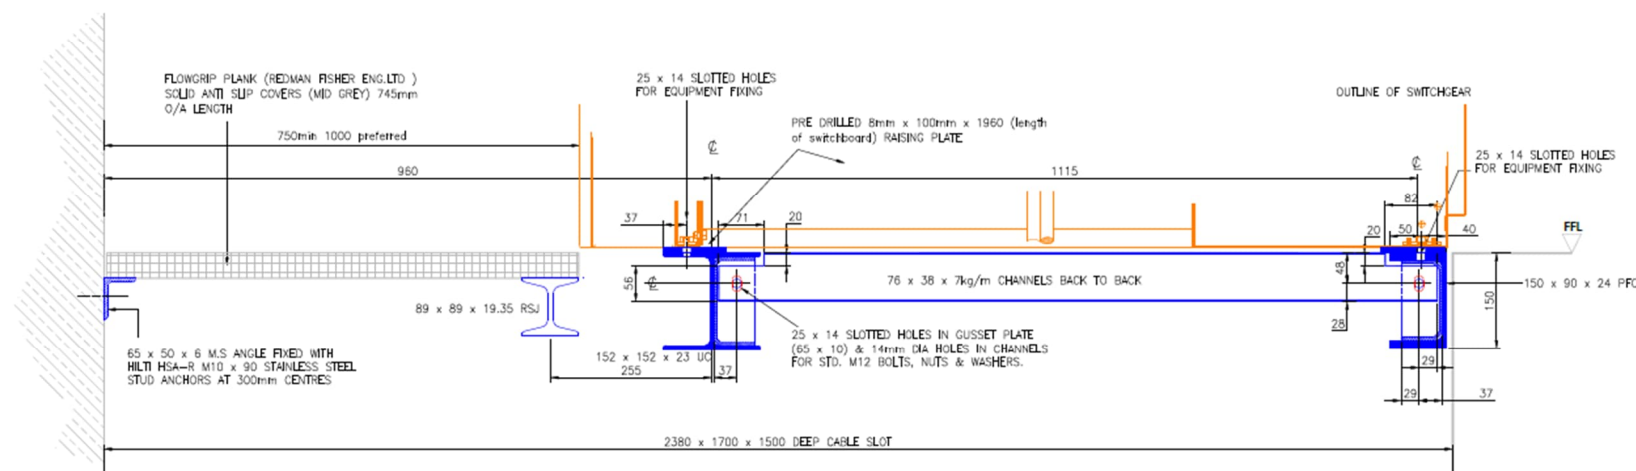 FLOWGRIP PLANK (REDMAN FISHER ENG.LTD )
SOLID ANTI SLIP COVERS (MID GREY) 745mm
O/A LENGTH
750min 1000 preferred
960
25 x 14 SLOTTED HOLES
FOR EQUIPMENT FIXING
PRE DRILLED 8mm x 100mm x 1960 (length
of switchboard) RAISING PLATE
℄
1115
OUTLINE OF SWITCHGEAR
℄
25 x 14 SLOTTED HOLES
FOR EQUIPMENT FIXING
82
37
71
20
20
50
40
FFL
56
℄
76 x 38 x 7kg/m CHANNELS BACK TO BACK
48
150 x 90 x 24 PFC
150
89 x 89 x 19.35 RSJ
28
25 x 14 SLOTTED HOLES IN GUSSET PLATE
(65 x 10) & 14mm DIA HOLES IN CHANNELS
FOR STD. M12 BOLTS, NUTS & WASHERS.
65 x 50 x 6 M.S ANGLE FIXED WITH
HILTI HSA-R M10 x 90 STAINLESS STEEL
STUD ANCHORS AT 300mm CENTRES
152 x 152 x 23 UC
255
37
29
29
37
2380 x 1700 x 1500 DEEP CABLE SLOT